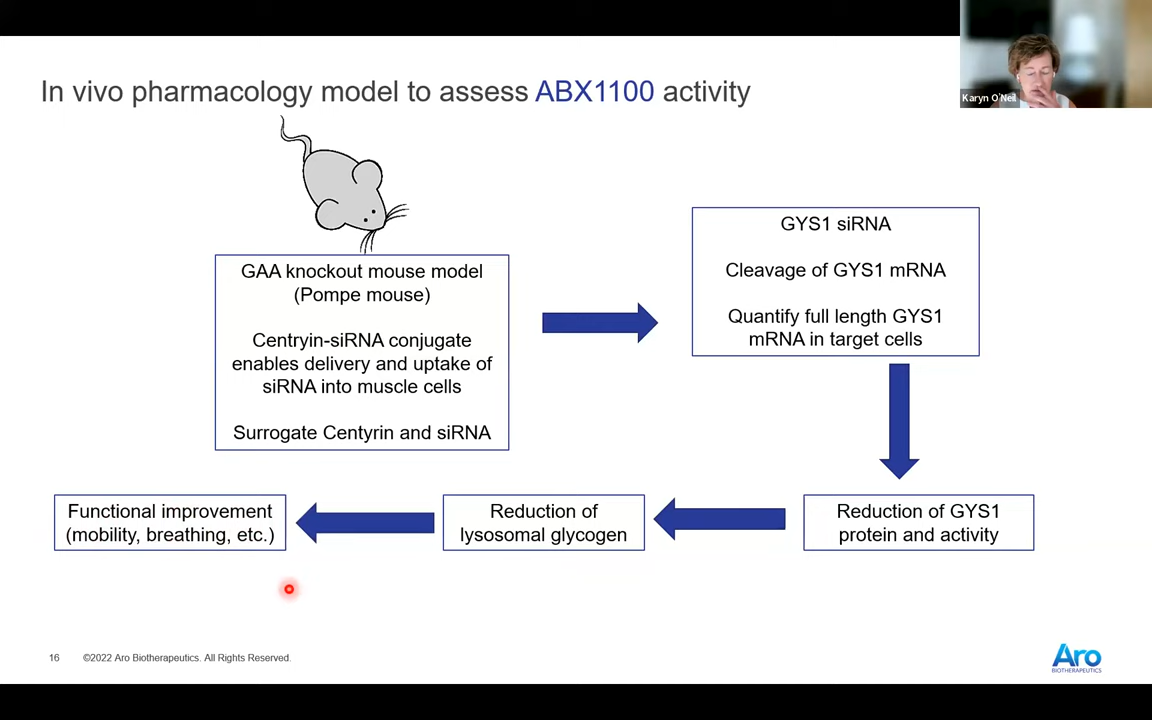 In vivo pharmacology model to assess ABX1100 activity
Karyn O'Neil
GAA knockout mouse model
(Pompe mouse)
Centryin-siRNA conjugate
enables delivery and uptake of
siRNA into muscle cells
Surrogate Centyrin and siRNA
GYS1 siRNA
Cleavage of GYS1 mRNA
Quantify full length GYS1
mRNA in target cells
Reduction of GYS1
protein and activity
Reduction of
lysosomal glycogen
Functional improvement
(mobility, breathing, etc.)
16 ©2022 Aro Biotherapeutics. All Rights Reserved.
Aro
BIOTHERAPEUTICS